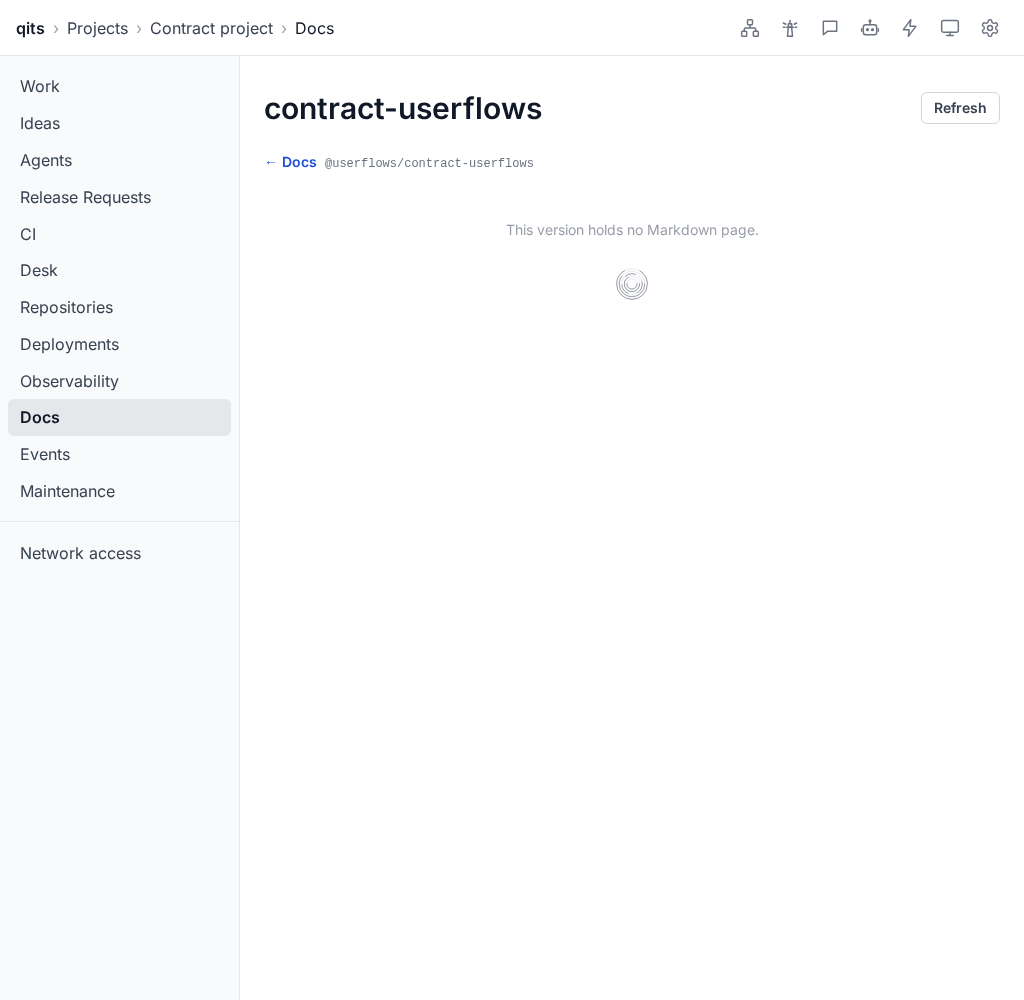 qits › Projects › Contract project › Docs
Work
Ideas
Agents
Release Requests
CI
Desk
Repositories
Deployments
Observability
Docs
Events
Maintenance
Network access
contract-userflows
Refresh
← Docs @userflows/contract-userflows
This version holds no Markdown page.